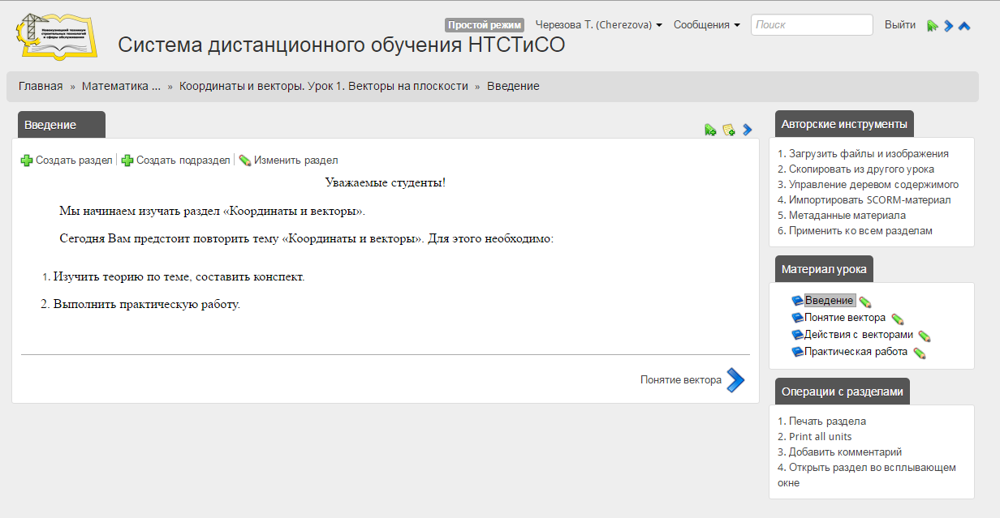 Новокузнецкий техникум
строительных технологий
и сферы обслуживания
Простой режим
Черезова Т. (Cherezova)
Сообщения
Поиск
Выйти
Система дистанционного обучения НТСТиСО
Главная » Математика ... » Координаты и векторы. Урок 1. Векторы на плоскости » Введение
Введение
Создать раздел
Создать подраздел
Изменить раздел
Уважаемые студенты!
Мы начинаем изучать раздел «Координаты и векторы».
Сегодня Вам предстоит повторить тему «Координаты и векторы». Для этого необходимо:
1. Изучить теорию по теме, составить конспект.
2. Выполнить практическую работу.
Понятие вектора
Авторские инструменты
1. Загрузить файлы и изображения
2. Скопировать из другого урока
3. Управление деревом содержимого
4. Импортировать SCORM-материал
5. Метаданные материала
6. Применить ко всем разделам
Материал урока
Введение
Понятие вектора
Действия с векторами
Практическая работа
Операции с разделами
1. Печать раздела
2. Print all units
3. Добавить комментарий
4. Открыть раздел во всплывающем
окне